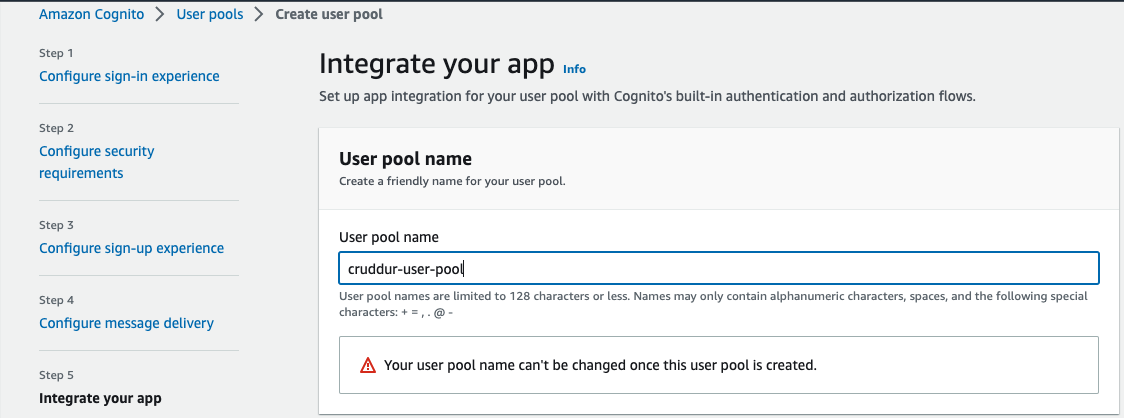 Amazon Cognito > User pools > Create user pool
Step 1
Configure sign-in experience
Step 2
Configure security
requirements
Step 3
Configure sign-up experience
Step 4
Configure message delivery
Step 5
Integrate your app
Integrate your app Info
Set up app integration for your user pool with Cognito's built-in authentication and authorization flows.
User pool name
Create a friendly name for your user pool.
User pool name
cruddur-user-pool
User pool names are limited to 128 characters or less. Names may only contain alphanumeric characters, spaces, and the following special
characters: + = , . @ -
Your user pool name can't be changed once this user pool is created.